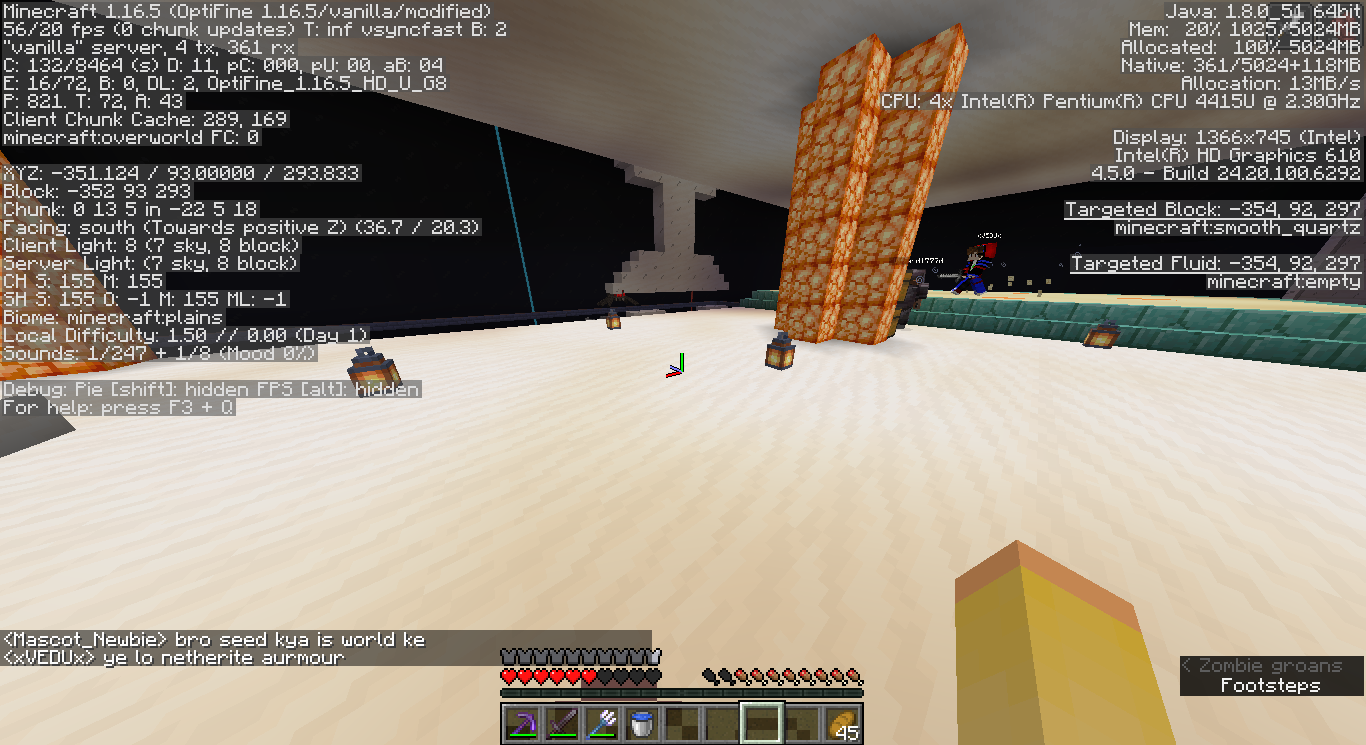 Minecraft 1.16.5 (OptiFine 1.16.5/vanilla/modified)
56/20 fps (0 chunk updates) T: inf vsyncfast B: 2
"vanilla" server, 4 tx, 361 rx
C: 132/8464 (s) D: 11, pC: 000, pU: 00, aB: 04
E: 16/73, B: 0, DL: 2, OptiFine_1.16.5_HD_U_G8
P: 821. T: 72, A: 43
Client Chunk Cache: 289, 169
minecraft:overworld FC: 0
XYZ: -351.124 / 93.00000 / 293.833
Block: -352 93 293
Chunk: 0 13 5 in -22 5 18
Facing: south (Towards positive Z) (36.7 / 20.3)
Client Light: 8 (7 sky, 8 block)
Server Light: (7 sky, 8 block)
CH S: 155 M: 155
SH S: 155 O: -1 M: 155 ML: -1
Biome: minecraft:plains
Local Difficulty: 1.50 // 0.00 (Day 1)
Sounds: 1/247 + 1/8 (Mood 0%)
Debug: Pie [shift]: hidden FPS [alt]: hidden
For help: press F3 + Q
Java: 1.8.0_51 64bit
Mem: 20% 1025/5024MB
Allocated: 100% 5024MB
Native: 361/5024+118MB
Allocation: 13MB/s
CPU: 4x Intel(R) Pentium(R) CPU 4415U @ 2.30GHz
Display: 1366x745 (Intel)
Intel(R) HD Graphics 610
4.5.0 - Build 24.20.100.6292
Targeted Block: -354, 92, 297
minecraft:smooth_quartz
Targeted Fluid: -354, 92, 297
minecraft:empty
xVEDUx
<Mascot_Newbie> bro seed kya is world ke
<xVEDUx> ye lo netherite aurmour
< Zombie groans
Footsteps
45